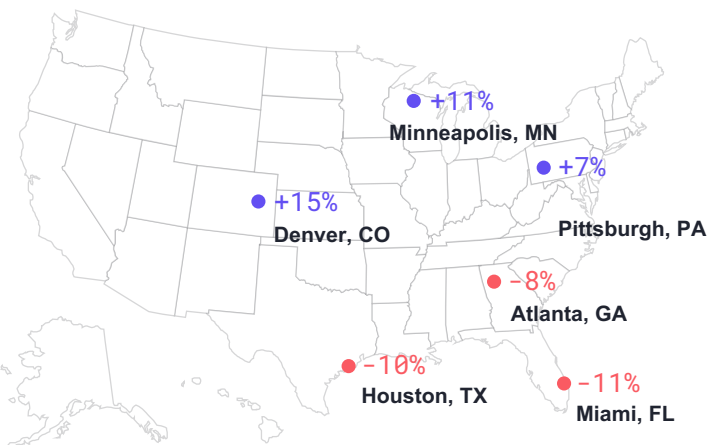 +11%
Minneapolis, MN
+7%
+15%
Pittsburgh, PA
Denver, CO
-8%
Atlanta, GA
-10%
Houston, TX
-11%
Miami, FL